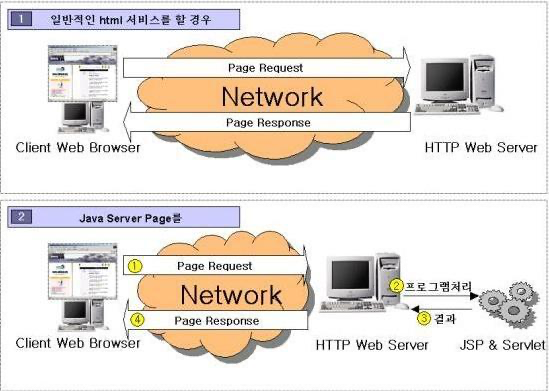 1 일반적인 html 서비스를 할 경우
Page Request
Network
Page Response
Client Web Browser
HTTP Web Server
2 Java Server Page를
① Page Request
Network
④ Page Response
② 프로그램처리
③ 결과
Client Web Browser
HTTP Web Server
JSP & Servlet